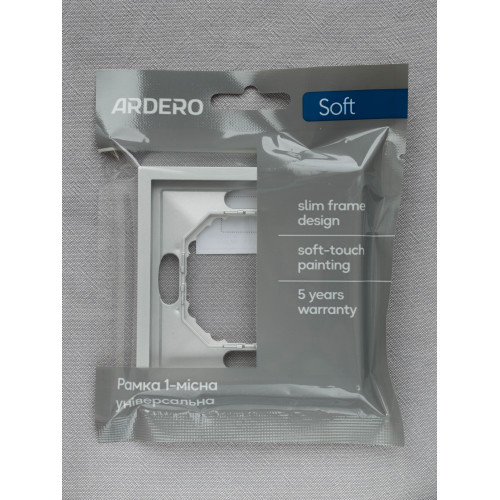 ARDERO
Soft
slim frame
design
soft-touch
painting
5 years
warranty
Рамка 1-місна
універсальна